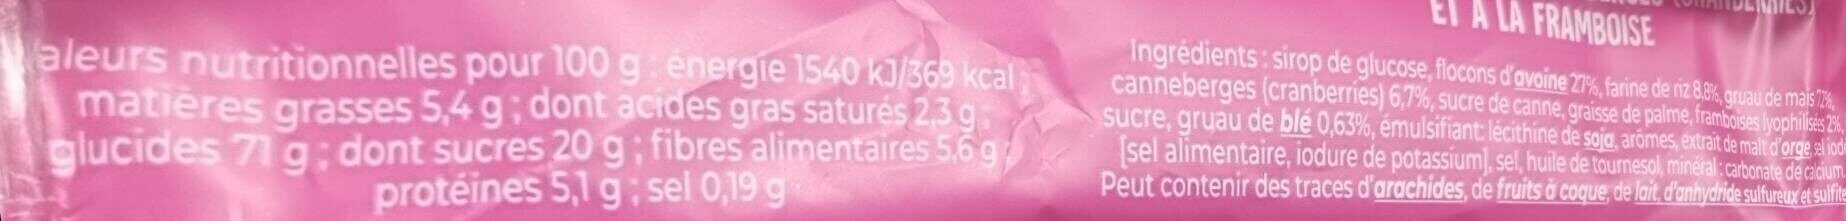 Valeurs nutritionnelles pour 100 g : énergie 1540 kJ/369 kcal ;
matières grasses 5,4 g ; dont acides gras saturés 2,3 g ;
glucides 71 g ; dont sucres 20 g ; fibres alimentaires 5,6 g ;
protéines 5,1 g ; sel 0,19 g
ET À LA FRAMBOISE
Ingrédients : sirop de glucose, flocons d'avoine 27%, farine de riz 8,8%, gruau de maïs 7,2%,
canneberges (cranberries) 6,7%, sucre de canne, graisse de palme, framboises lyophilisés 2%,
sucre, gruau de blé 0,63%, émulsifiant: lécithine de soja, arômes, extrait de malt d'orge, sel iodé
[sel alimentaire, iodure de potassium], sel, huile de tournesol, minéral : carbonate de calcium.
Peut contenir des traces d'arachides, de fruits à coque, de lait, d'anhydride sulfureux et sulfite